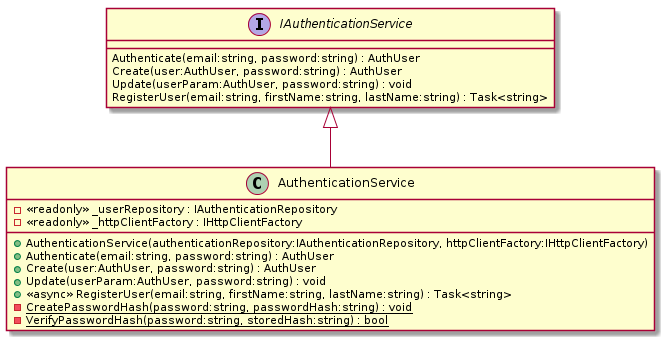 I IAuthenticationService
Authenticate(email:string, password:string) : AuthUser
Create(user:AuthUser, password:string) : AuthUser
Update(userParam:AuthUser, password:string) : void
RegisterUser(email:string, firstName:string, lastName:string) : Task<string>
C AuthenticationService
«readonly» _userRepository : IAuthenticationRepository
«readonly» _httpClientFactory : IHttpClientFactory
AuthenticationService(authenticationRepository:IAuthenticationRepository, httpClientFactory:IHttpClientFactory)
Authenticate(email:string, password:string) : AuthUser
Create(user:AuthUser, password:string) : AuthUser
Update(userParam:AuthUser, password:string) : void
«async» RegisterUser(email:string, firstName:string, lastName:string) : Task<string>
CreatePasswordHash(password:string, passwordHash:string) : void
VerifyPasswordHash(password:string, storedHash:string) : bool